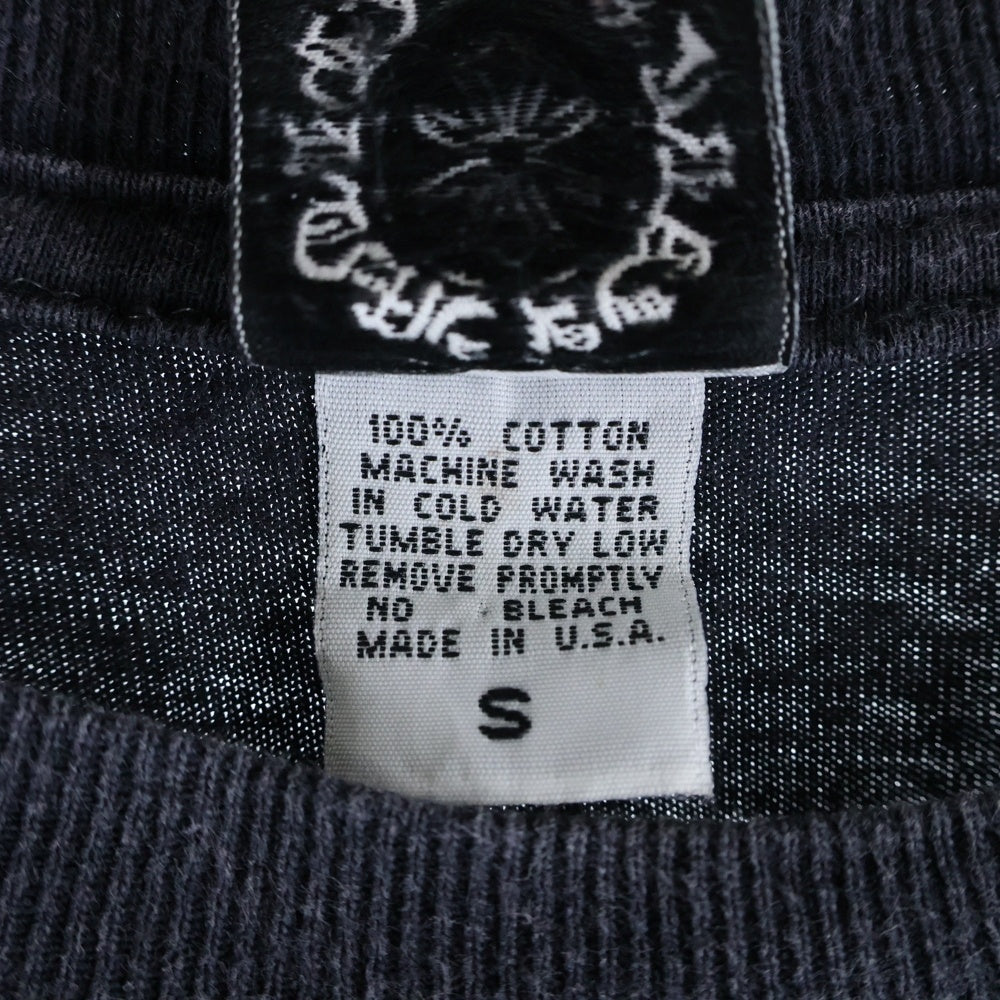 100% COTTON
MACHINE WASH
IN COLD WATER
TUMBLE DRY LOW
REMOVE PROMPTLY
NO BLEACH
MADE IN U.S.A.
S